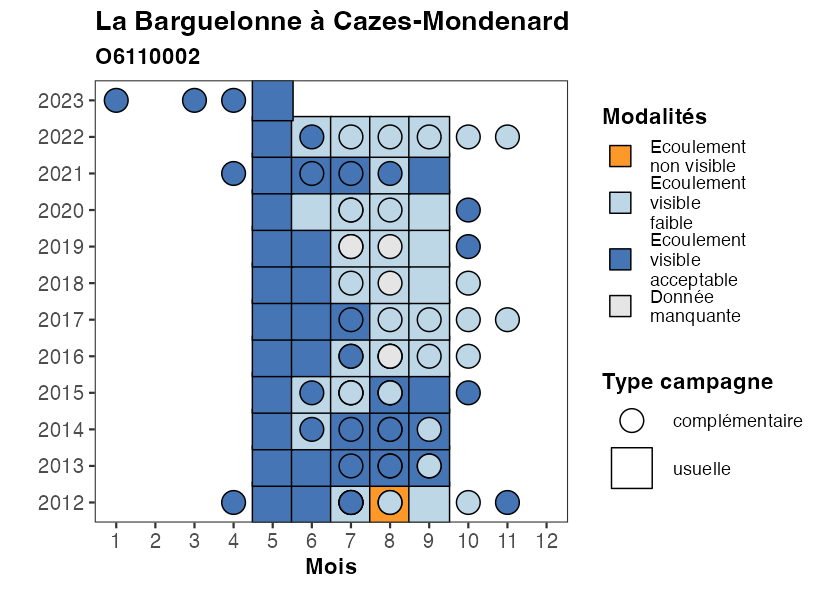 La Barguelonne à Cazes-Mondenard
O6110002
2023
2022
2021
2020
2019
2018
2017
2016
2015
2014
2013
2012
1 2 3 4 5 6 7 8 9 10 11 12
Mois
Modalités
Ecoulement
non visible
Ecoulement
visible
faible
Ecoulement
visible
acceptable
Donnée
manquante
Type campagne
complémentaire
usuelle